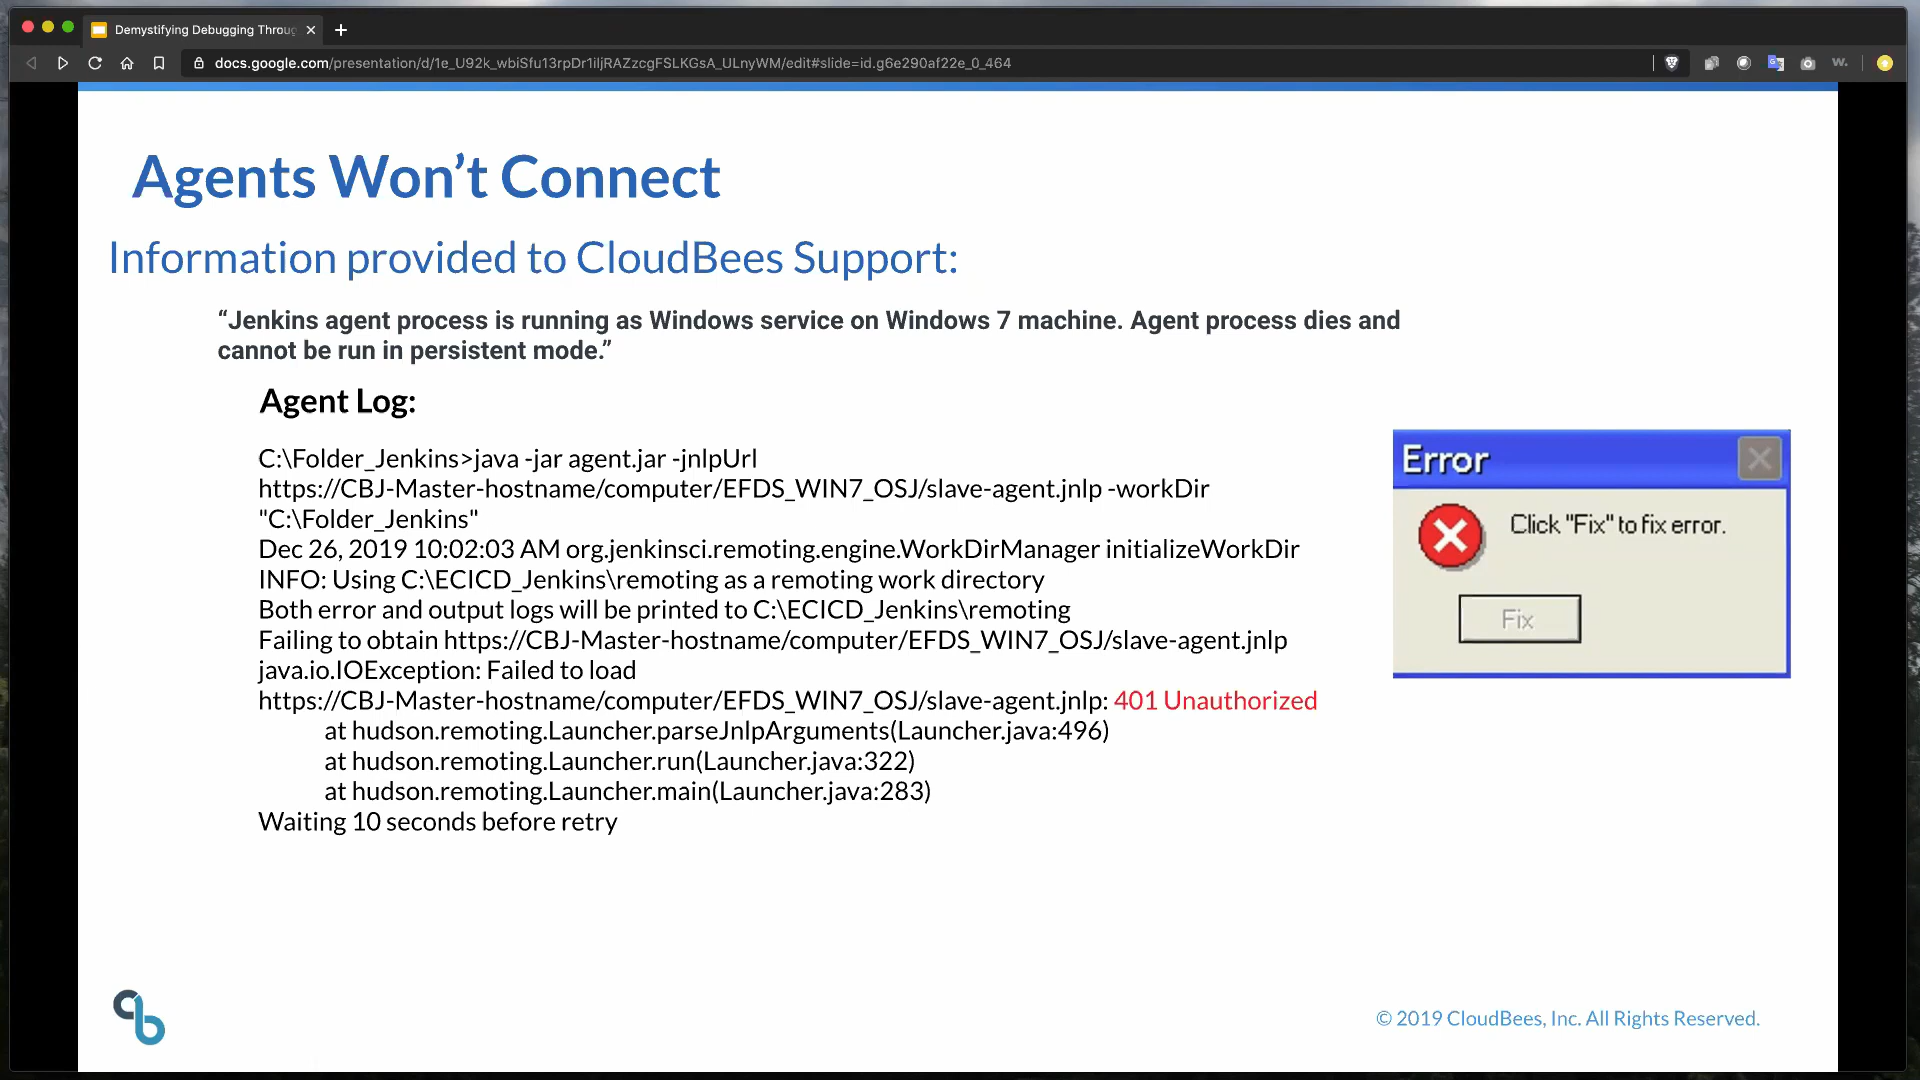 Demystifying Debugging Throu
docs.google.com/presentation/d/1e_U92k_wbiSfu13rpDr1iljRAZzcgFSLKGsA_ULnyWM/edit#slide=id.g6e290af22e_0_464
W.
Agents Won’t Connect
Information provided to CloudBees Support:
“Jenkins agent process is running as Windows service on Windows 7 machine. Agent process dies and
cannot be run in persistent mode.”
Agent Log:
C:\Folder_Jenkins>java -jar agent.jar -jnlpUrl
https://CBJ-Master-hostname/computer/EFDS_WIN7_OSJ/slave-agent.jnlp -workDir
"C:\Folder_Jenkins"
Dec 26, 2019 10:02:03 AM org.jenkinsci.remoting.engine.WorkDirManager initializeWorkDir
INFO: Using C:\ECICD_Jenkins\remoting as a remoting work directory
Both error and output logs will be printed to C:\ECICD_Jenkins\remoting
Failing to obtain https://CBJ-Master-hostname/computer/EFDS_WIN7_OSJ/slave-agent.jnlp
java.io.IOException: Failed to load
https://CBJ-Master-hostname/computer/EFDS_WIN7_OSJ/slave-agent.jnlp: 401 Unauthorized
at hudson.remoting.Launcher.parseJnlpArguments(Launcher.java:496)
at hudson.remoting.Launcher.run(Launcher.java:322)
at hudson.remoting.Launcher.main(Launcher.java:283)
Waiting 10 seconds before retry
Error
Click "Fix" to fix error.
Fix
© 2019 CloudBees, Inc. All Rights Reserved.